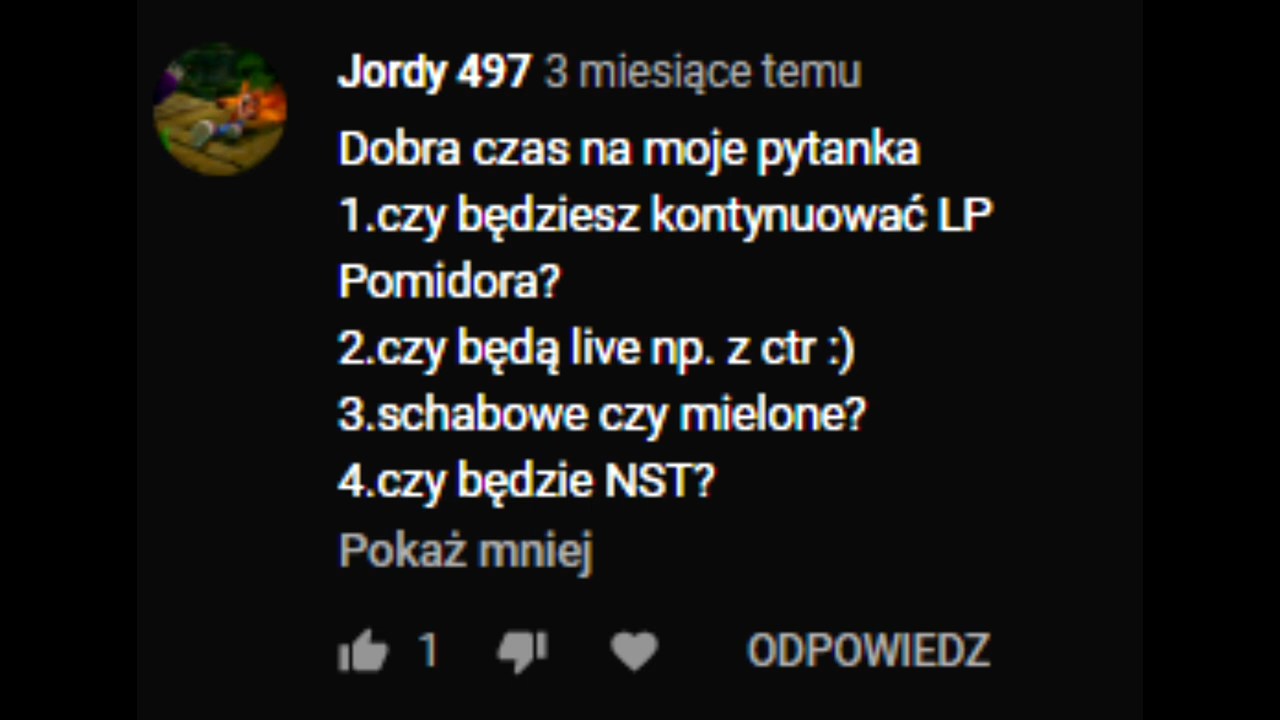 Jordy 497 3 miesiące temu
Dobra czas na moje pytanka
1.czy będziesz kontynuować LP
Pomidora?
2.czy będą live np. z ctr :)
3.schabowe czy mielone?
4.czy będzie NST?
Pokaż mniej
1 ODPOWIEDZ